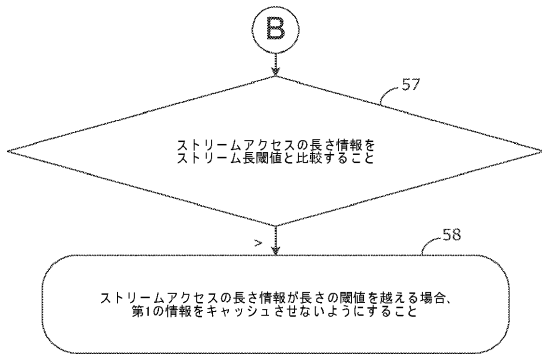 B
57
ストリームアクセスの長さ情報を
ストリーム長閾値と比較すること
>
58
ストリームアクセスの長さ情報が長さの閾値を越える場合、
第1の情報をキャッシュさせないようにすること